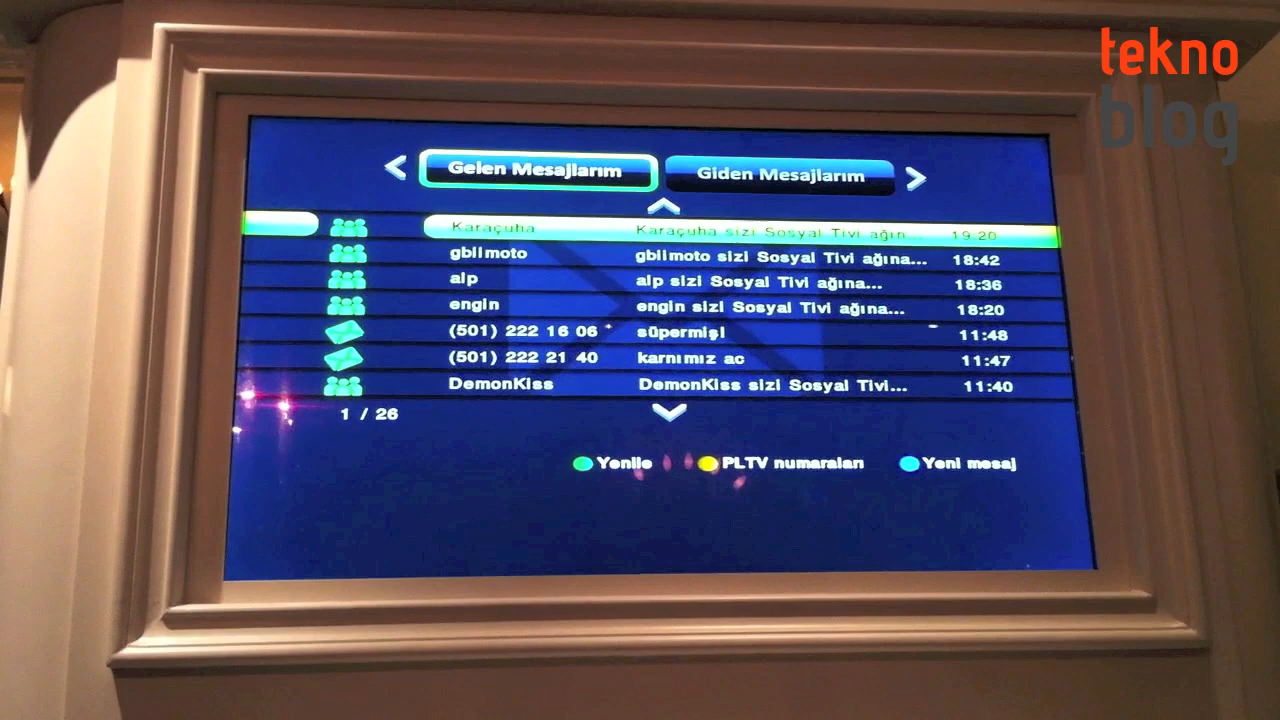 tekno
blog
Gelen Mesajlarım Giden Mesajlarım
Karaçuha Karaçuha sizi Sosyal Tivi ağın... 19:20
gbilmoto gbilmoto sizi Sosyal Tivi ağına... 18:42
alp alp sizi Sosyal Tivi ağına... 18:36
engin engin sizi Sosyal Tivi ağına... 18:20
(501) 222 16 06 süpermişi 11:48
(501) 222 21 40 karnımız ac 11:47
DemonKiss DemonKiss sizi Sosyal Tivi... 11:40
1 / 26
Yenile PLTV numaraları Yeni mesaj